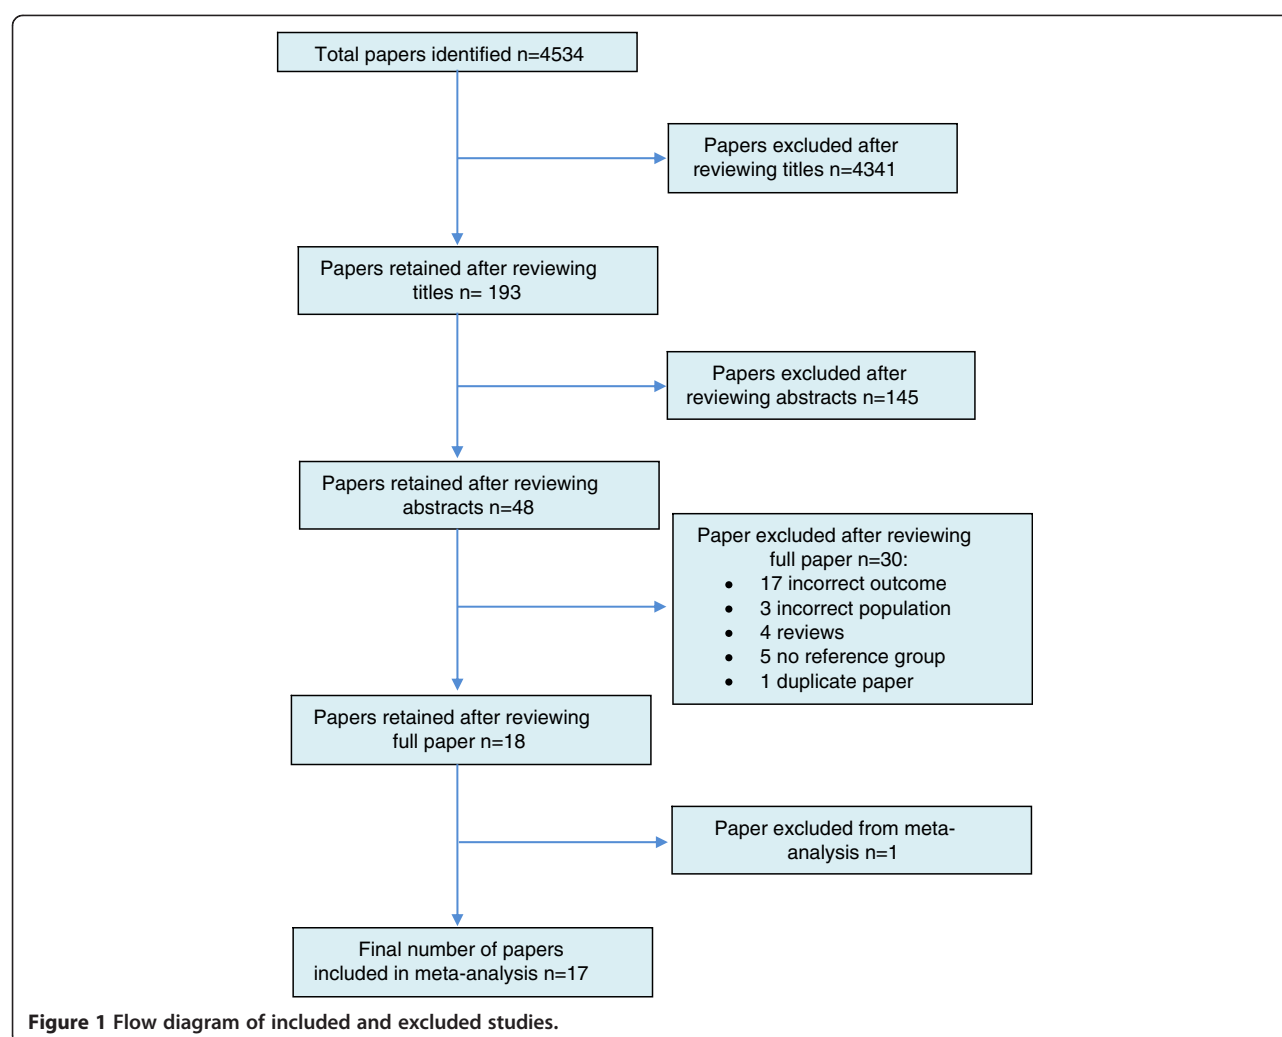 Total papers identified n=4534
Papers excluded after
reviewing titles n=4341
Papers retained after reviewing
titles n= 193
Papers excluded after
reviewing abstracts n=145
Papers retained after reviewing
abstracts n=48
Paper excluded after reviewing
full paper n=30:
• 17 incorrect outcome
• 3 incorrect population
• 4 reviews
• 5 no reference group
• 1 duplicate paper
Papers retained after reviewing
full paper n=18
Paper excluded from meta-
analysis n=1
Final number of papers
included in meta-analysis n=17
Figure 1 Flow diagram of included and excluded studies.